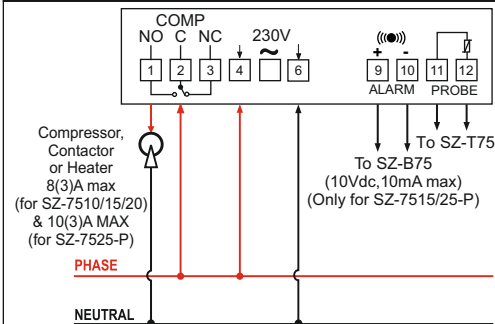 COMP
NO C NC 230V
~
+ -
1 2 3 4 6 9 10 11 12
ALARM PROBE
Compressor,
Contactor
or Heater
8(3)A max
(for SZ-7510/15/20)
& 10(3)A MAX
(for SZ-7525-P)
To SZ-T75
To SZ-B75
(10Vdc,10mA max)
(Only for SZ-7515/25-P)
PHASE
NEUTRAL